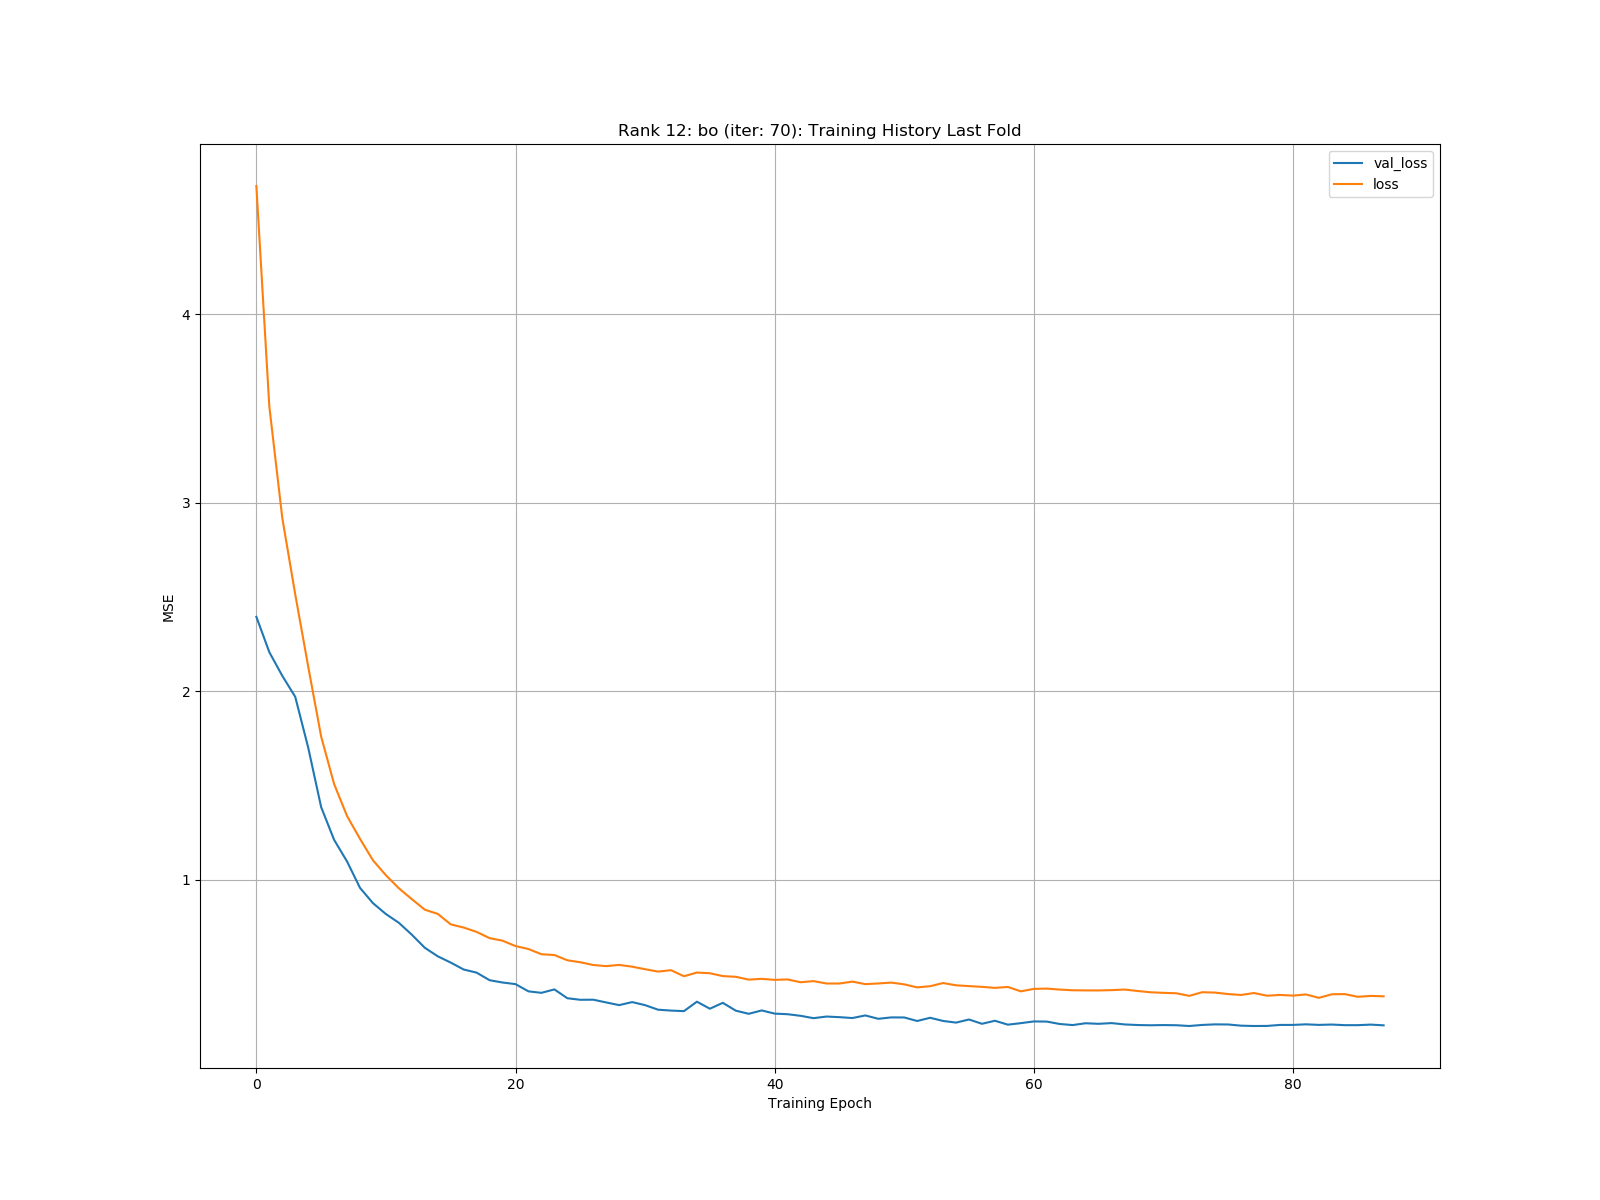 Rank 12: bo (iter: 70): Training History Last Fold
val_loss
loss
4
3
2
1
MSE
0 20 40 60 80
Training Epoch